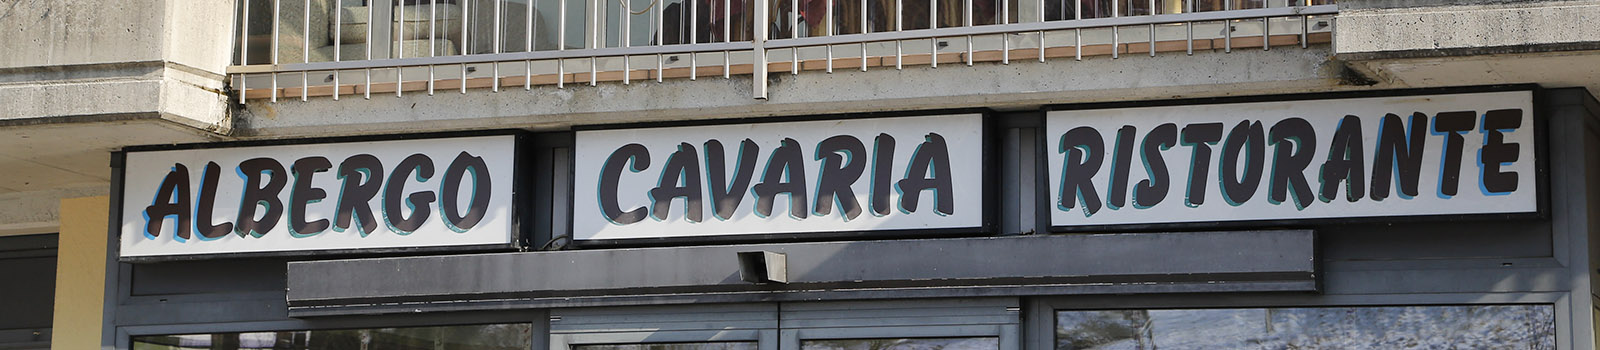 ALBERGO CAVARIA RISTORANTE